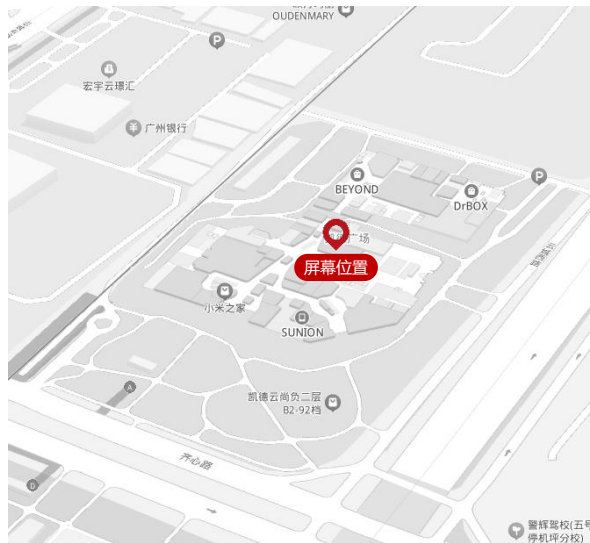 OUDENMARY
P
宏宇云璟汇
广州银行
BEYOND
P
DrBOX
广场
屏幕位置
小米之家
SUNION
凯德云尚负二层
B2-92档
A
齐心路
D
警辉驾校(五号
停机坪分校)